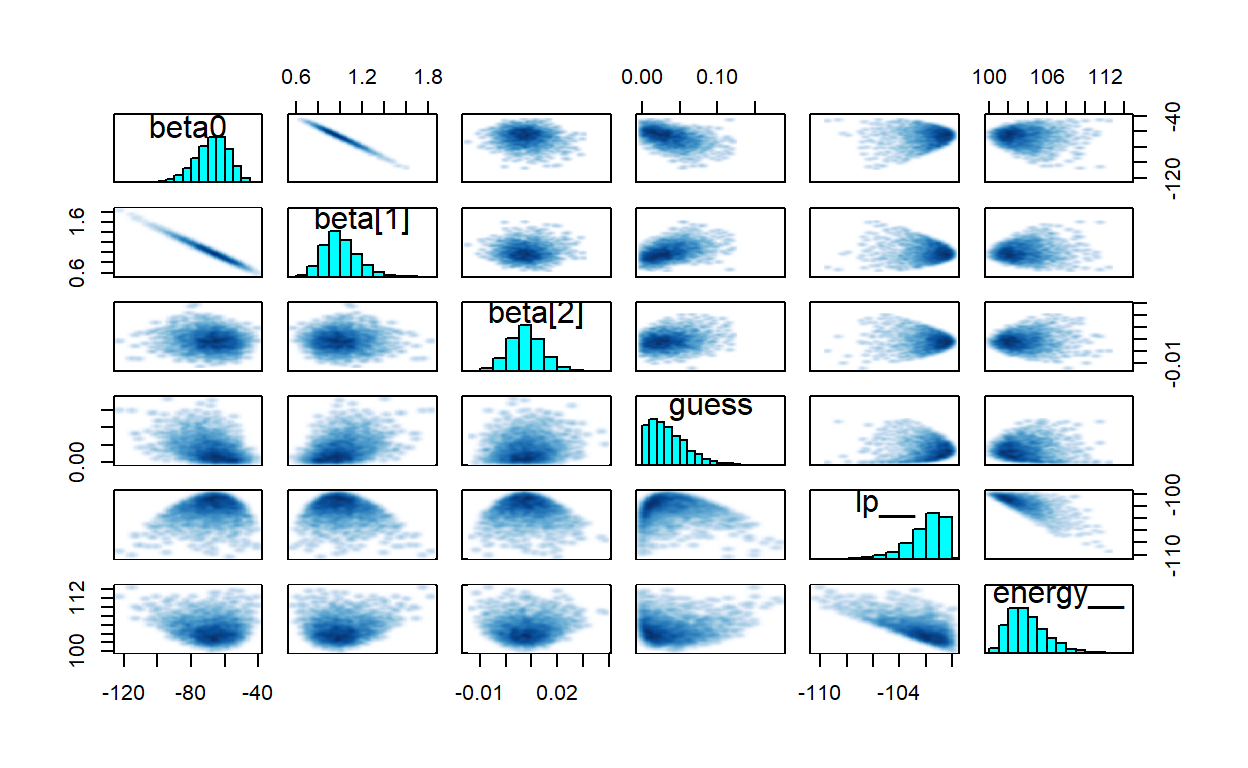 0.6 1.2 1.8 0.00 0.10 100 106 112
beta0
-120 -40
0.6 1.6
beta[1]
beta[2]
-0.01
0.00
guess
lp__
-110 -100
100 112
energy__
-120 -80 -40 -0.01 0.02 -110 -104